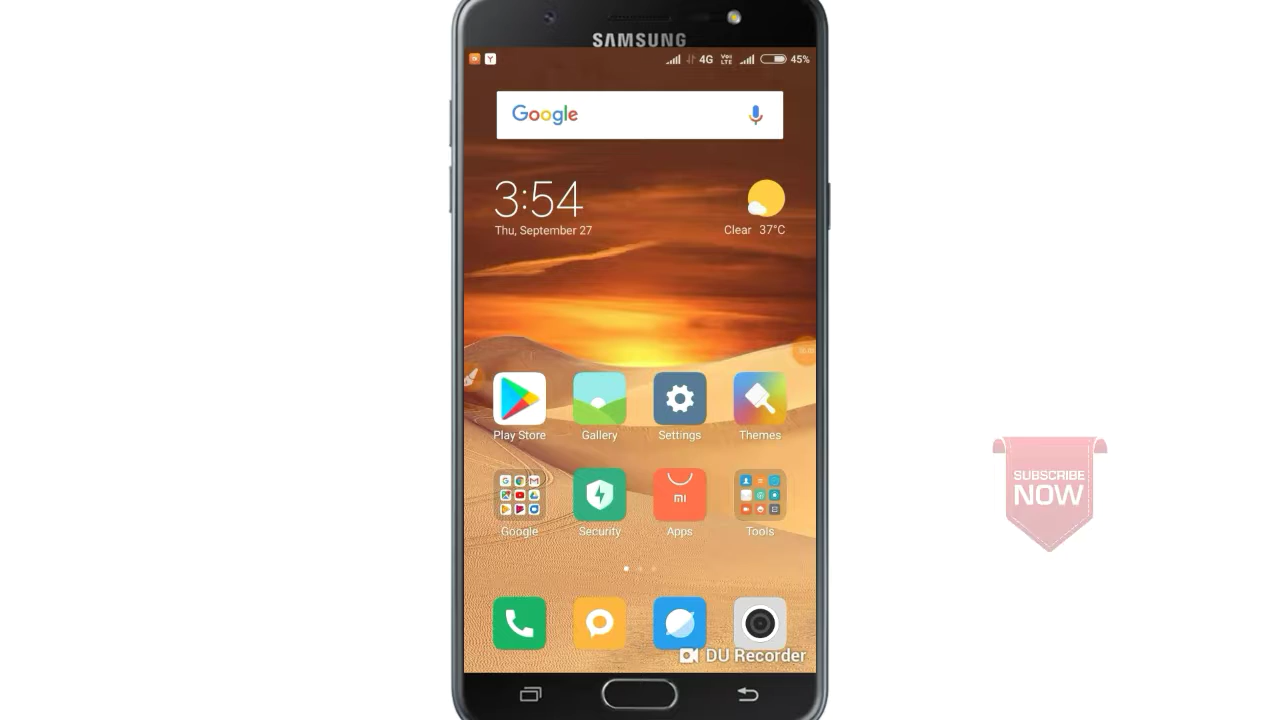 SAMSUNG
4G VoLTE 45%
Google
3:54
Thu, September 27
Clear 37°C
Play Store Gallery Settings Themes
mi
Google Security Apps Tools
SUBSCRIBE
NOW
DU Recorder